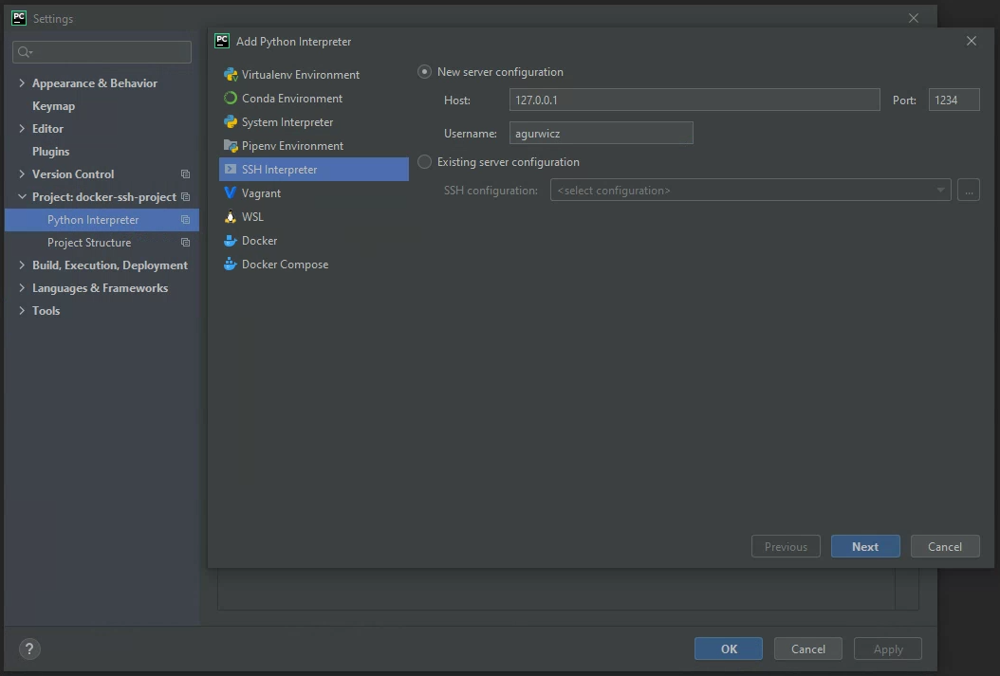 PC Settings
PC Add Python Interpreter
Appearance & Behavior
Keymap
Editor
Plugins
Version Control
Project: docker-ssh-project
Python Interpreter
Project Structure
Build, Execution, Deployment
Languages & Frameworks
Tools
Virtualenv Environment
Conda Environment
System Interpreter
Pipenv Environment
SSH Interpreter
Vagrant
WSL
Docker
Docker Compose
New server configuration
Host: 127.0.0.1 Port: 1234
Username: agurwicz
Existing server configuration
SSH configuration: <select configuration> ...
Previous Next Cancel
? OK Cancel Apply